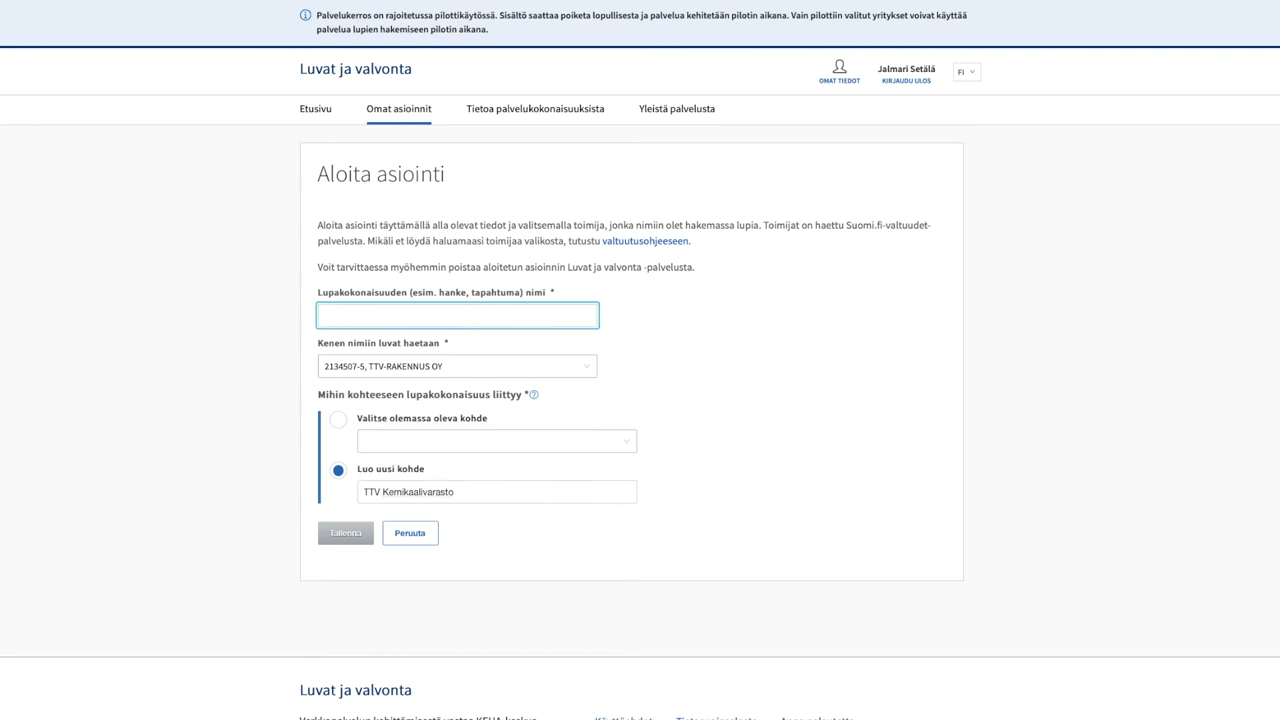 Palvelukerros on rajoitetussa pilottikäytössä. Sisältö saattaa poiketa lopullisesta ja palvelua kehitetään pilotin aikana. Vain pilottiin valitut yritykset voivat käyttää
palvelua lupien hakemiseen pilotin aikana.
Luvat ja valvonta
OMAT TIEDOT
Jalmari Setälä
KIRJAUDU ULOS
FI
Etusivu
Omat asioinnit
Tietoa palvelukokonaisuuksista
Yleistä palvelusta
Aloita asiointi
Aloita asiointi täyttämällä alla olevat tiedot ja valitsemalla toimija, jonka nimiin olet hakemassa lupia. Toimijat on haettu Suomi.fi-valtuudet-
palvelusta. Mikäli et löydä haluamaasi toimijaa valikosta, tutustu valtuutusohjeeseen.
Voit tarvittaessa myöhemmin poistaa aloitetun asioinnin Luvat ja valvonta -palvelusta.
Lupakokonaisuuden (esim. hanke, tapahtuma) nimi *
Kenen nimiin luvat haetaan *
2134507-5, TTV-RAKENNUS OY
Mihin kohteeseen lupakokonaisuus liittyy *
Valitse olemassa oleva kohde
Luo uusi kohde
TTV Kemikaalivarasto
Tallenna
Peruuta
Luvat ja valvonta